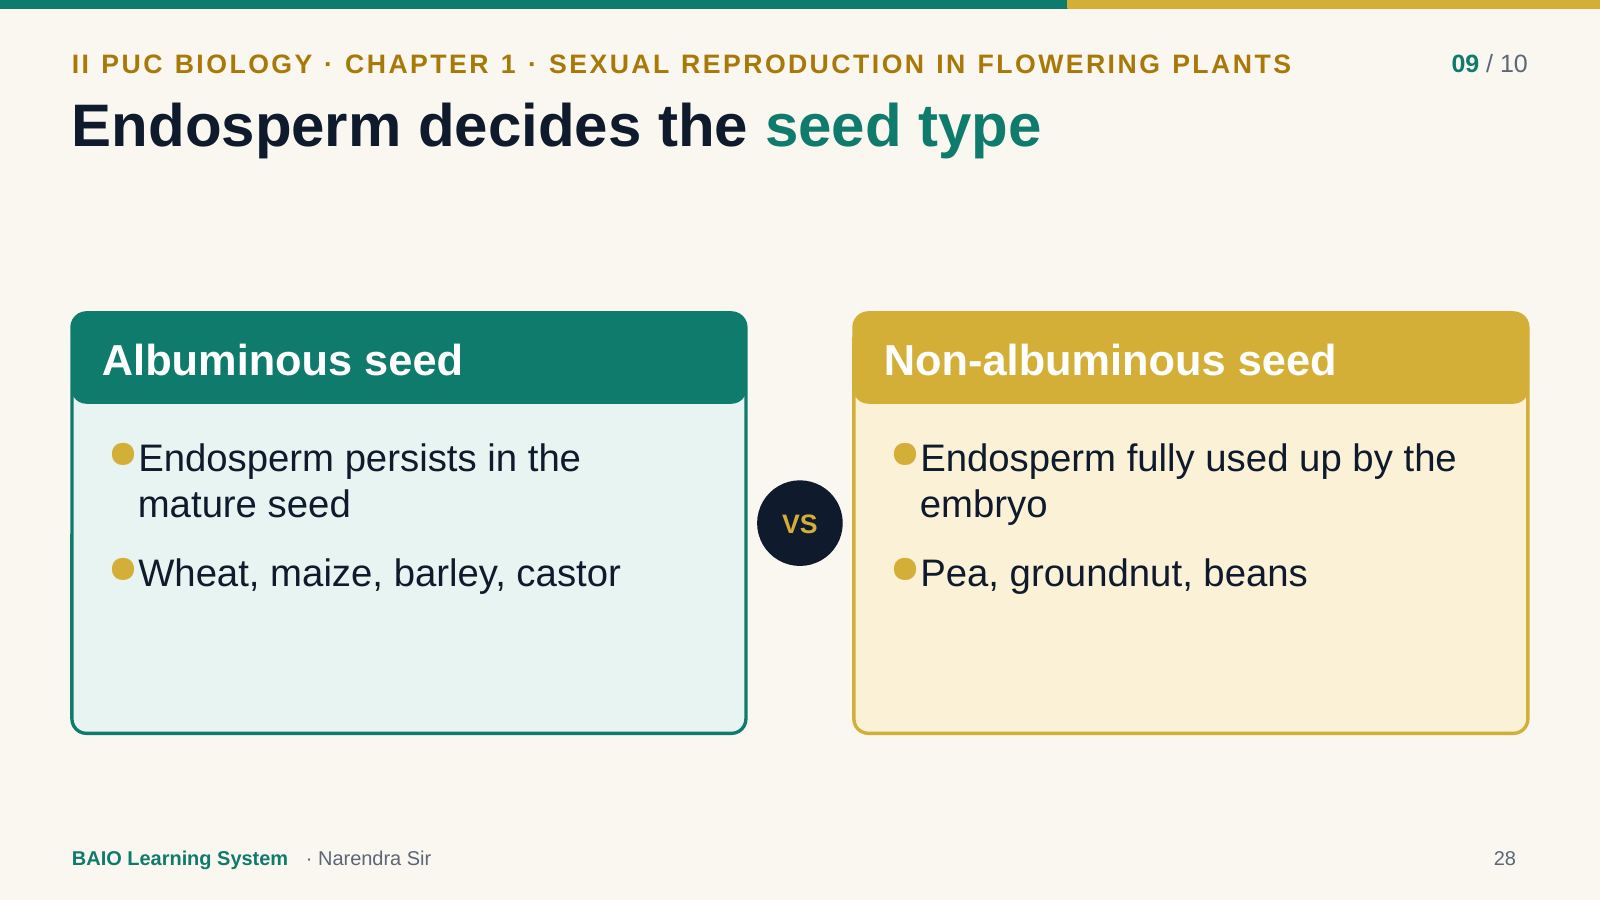 II PUC BIOLOGY · CHAPTER 1 · SEXUAL REPRODUCTION IN FLOWERING PLANTS
09 / 10
Endosperm decides the seed type
Albuminous seed
Endosperm persists in the
mature seed
Wheat, maize, barley, castor
VS
Non-albuminous seed
Endosperm fully used up by the
embryo
Pea, groundnut, beans
BAIO Learning System · Narendra Sir
28